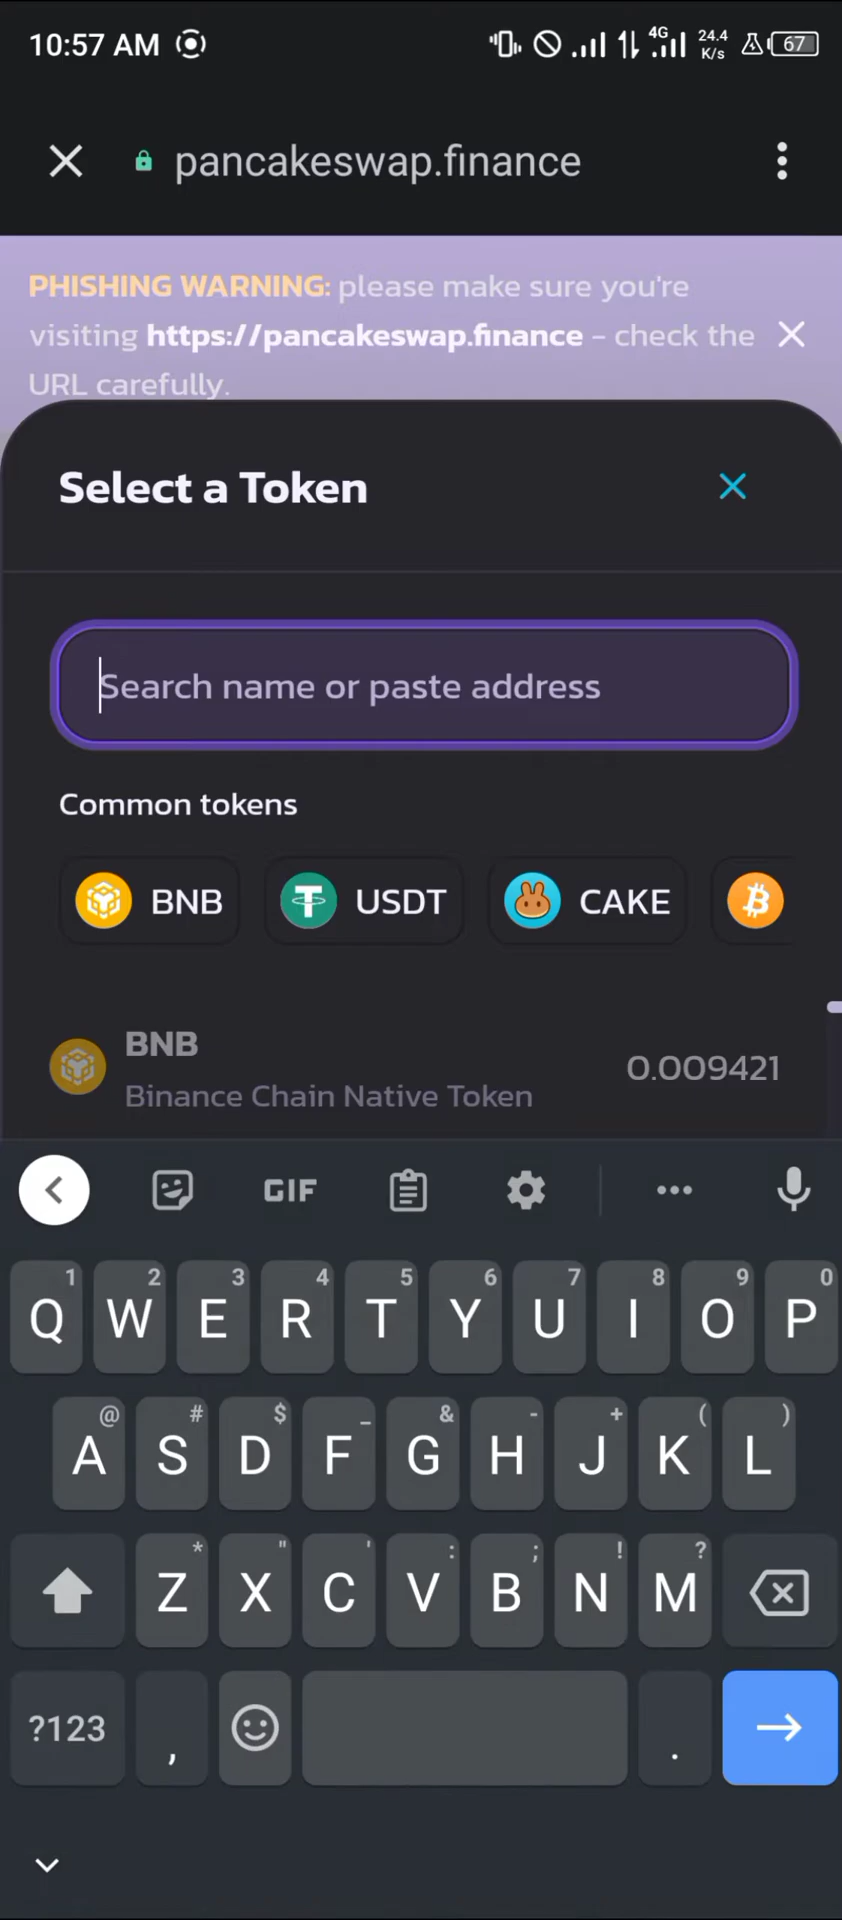 10:57 AM 4G 24.4 K/s 67
pancakeswap.finance
PHISHING WARNING: please make sure you're
visiting https://pancakeswap.finance - check the
URL carefully.
Select a Token
Search name or paste address
Common tokens
BNB USDT CAKE
BNB
0.009421
Binance Chain Native Token
GIF
1 2 3 4 5 6 7 8 9 0
Q W E R T Y U I O P
@ # $ _ & - + ( )
A S D F G H J K L
* " ' : ; ! ?
Z X C V B N M
?123 , .